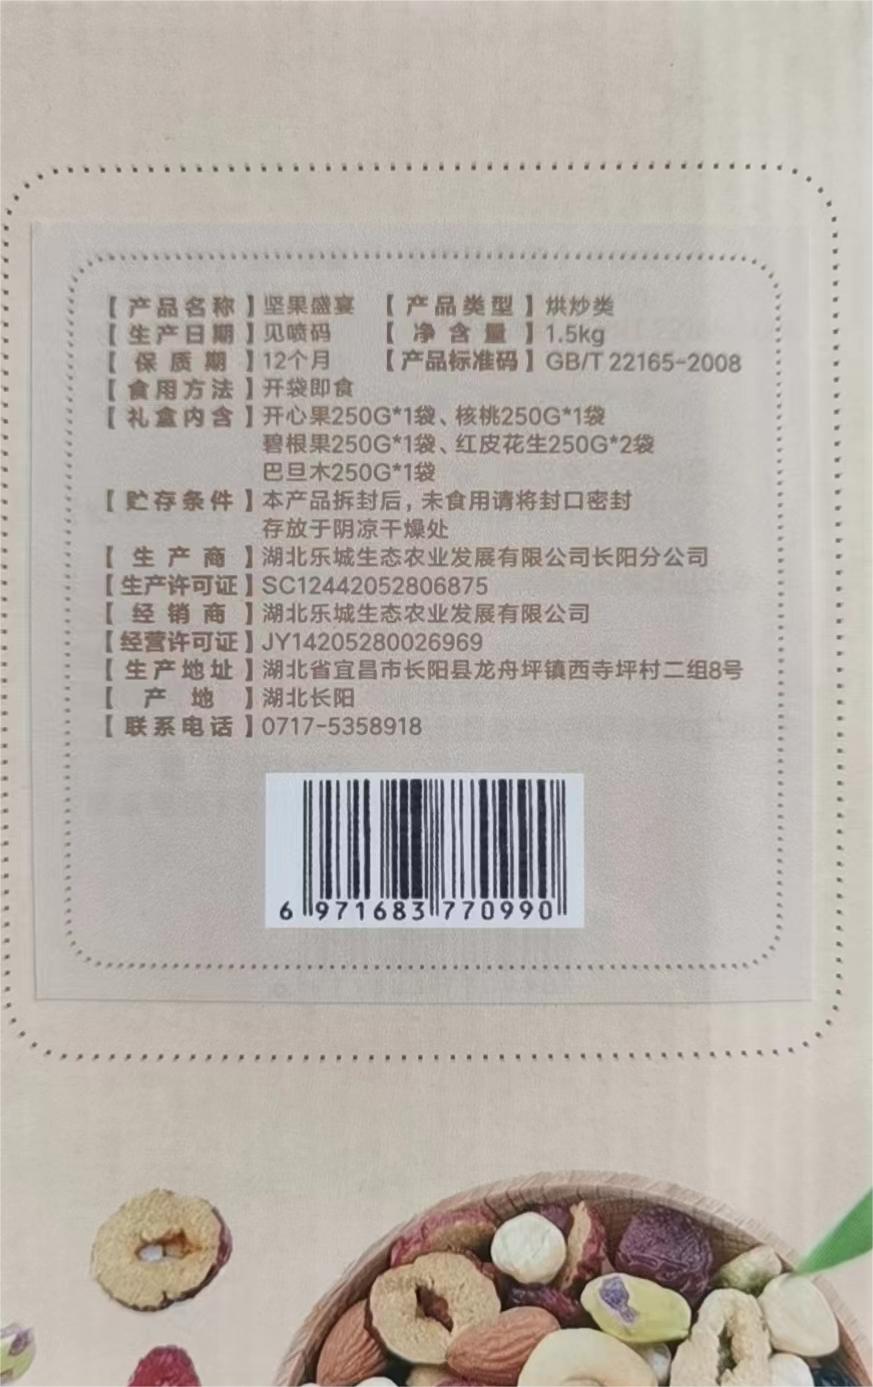 【产品名称】坚果盛宴 【产品类型】烘炒类
【生产日期】见喷码 【净含量】1.5kg
【保质期】12个月 【产品标准码】GB/T 22165-2008
【食用方法】开袋即食
【礼盒内含】开心果250G*1袋、核桃250G*1袋
碧根果250G*1袋、红皮花生250G*2袋
巴旦木250G*1袋
【贮存条件】本产品拆封后，未食用请将封口密封
存放于阴凉干燥处
【生产商】湖北乐城生态农业发展有限公司长阳分公司
【生产许可证】SC12442052806875
【经销商】湖北乐城生态农业发展有限公司
【经营许可证】JY14205280026969
【生产地址】湖北省宜昌市长阳县龙舟坪镇西寺坪村二组8号
【产地】湖北长阳
【联系电话】0717-5358918
6 971683 770990